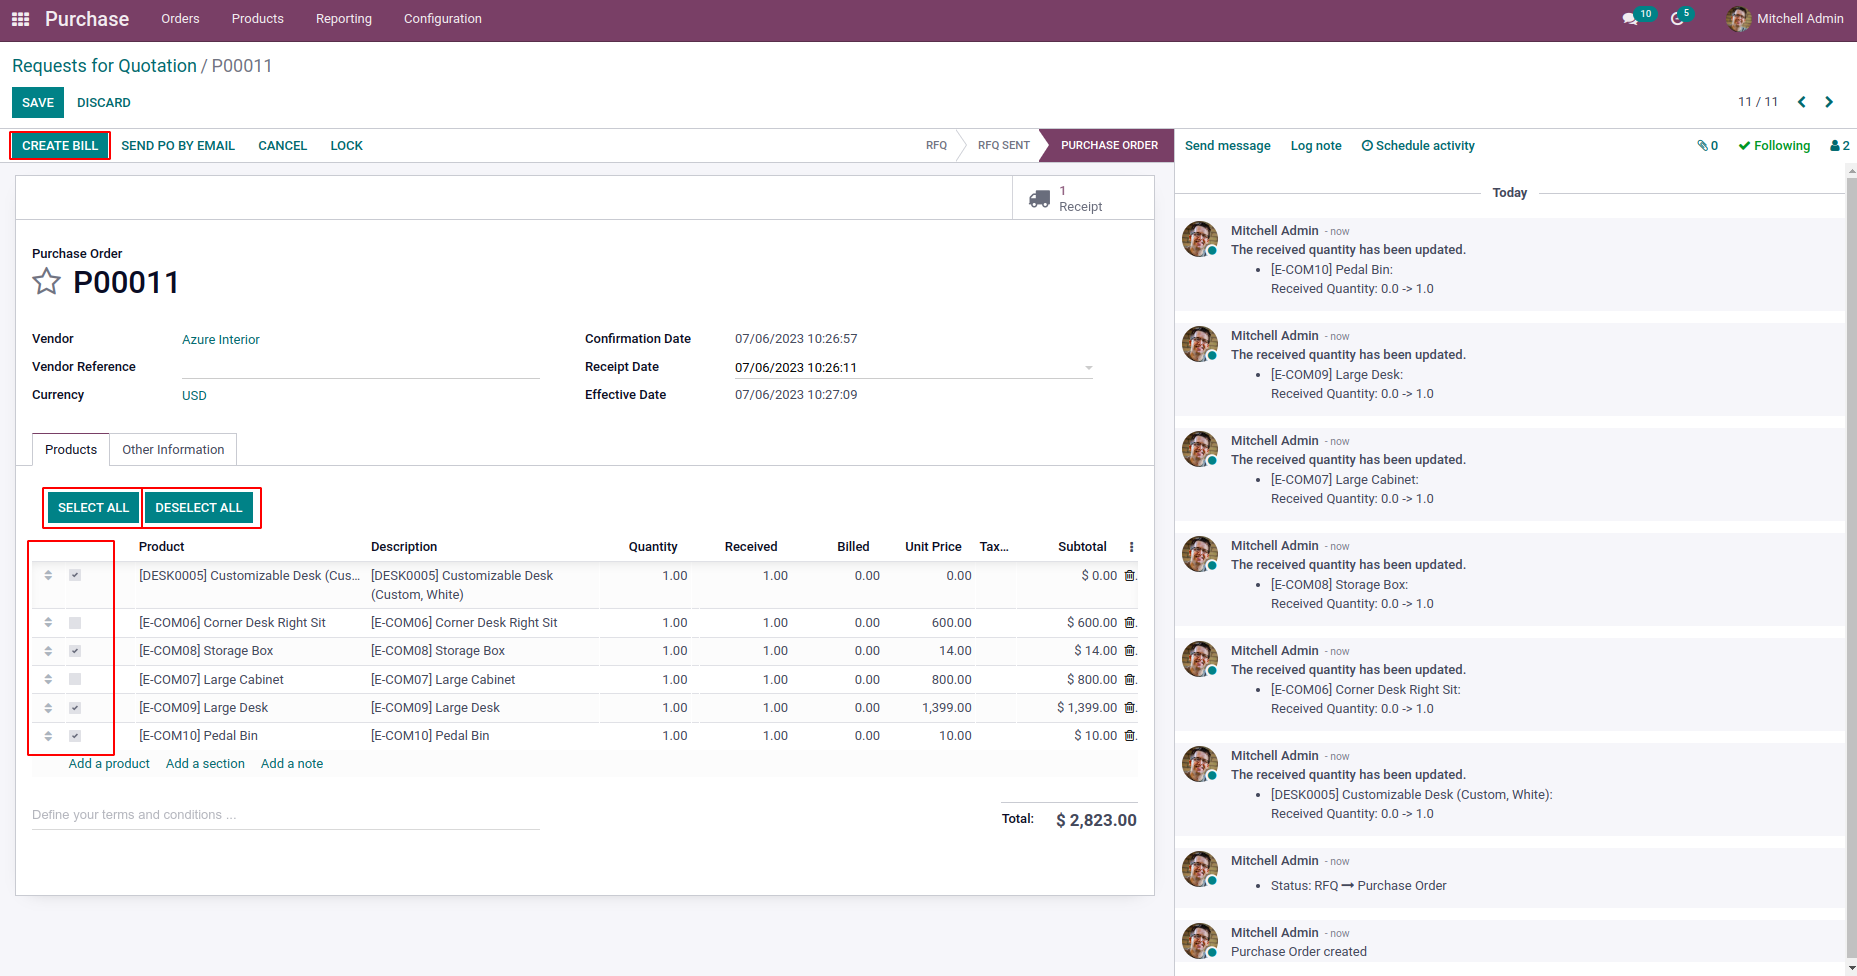 Purchase Orders Products Reporting Configuration 10 5 Mitchell Admin
Requests for Quotation / P00011
SAVE DISCARD 11 / 11
CREATE BILL SEND PO BY EMAIL CANCEL LOCK RFQ RFQ SENT PURCHASE ORDER
1
Receipt
Purchase Order
P00011
Vendor Azure Interior
Vendor Reference
Currency USD
Confirmation Date 07/06/2023 10:26:57
Receipt Date 07/06/2023 10:26:11
Effective Date 07/06/2023 10:27:09
Products Other Information
SELECT ALL DESELECT ALL
Product Description Quantity Received Billed Unit Price Tax... Subtotal
[DESK0005] Customizable Desk (Cus... [DESK0005] Customizable Desk 1.00 1.00 0.00 0.00 $ 0.00
(Custom, White)
[E-COM06] Corner Desk Right Sit [E-COM06] Corner Desk Right Sit 1.00 1.00 0.00 600.00 $ 600.00
[E-COM08] Storage Box [E-COM08] Storage Box 1.00 1.00 0.00 14.00 $ 14.00
[E-COM07] Large Cabinet [E-COM07] Large Cabinet 1.00 1.00 0.00 800.00 $ 800.00
[E-COM09] Large Desk [E-COM09] Large Desk 1.00 1.00 0.00 1,399.00 $ 1,399.00
[E-COM10] Pedal Bin [E-COM10] Pedal Bin 1.00 1.00 0.00 10.00 $ 10.00
Add a product Add a section Add a note
Define your terms and conditions ...
Total: $ 2,823.00
Send message Log note Schedule activity 0 Following 2
Today
Mitchell Admin - now
The received quantity has been updated.
• [E-COM10] Pedal Bin:
Received Quantity: 0.0 -> 1.0
Mitchell Admin - now
The received quantity has been updated.
• [E-COM09] Large Desk:
Received Quantity: 0.0 -> 1.0
Mitchell Admin - now
The received quantity has been updated.
• [E-COM07] Large Cabinet:
Received Quantity: 0.0 -> 1.0
Mitchell Admin - now
The received quantity has been updated.
• [E-COM08] Storage Box:
Received Quantity: 0.0 -> 1.0
Mitchell Admin - now
The received quantity has been updated.
• [E-COM06] Corner Desk Right Sit:
Received Quantity: 0.0 -> 1.0
Mitchell Admin - now
The received quantity has been updated.
• [DESK0005] Customizable Desk (Custom, White):
Received Quantity: 0.0 -> 1.0
Mitchell Admin - now
• Status: RFQ → Purchase Order
Mitchell Admin - now
Purchase Order created